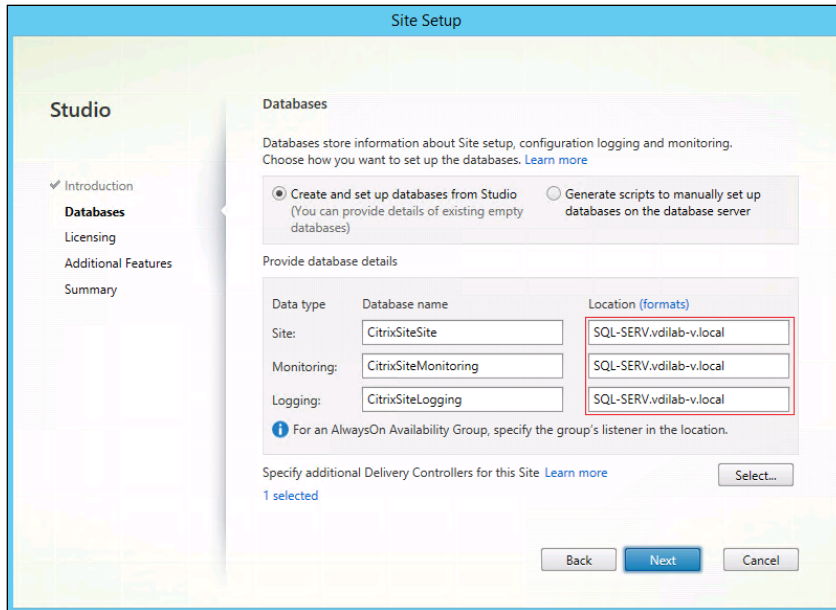 Site Setup
Studio
Introduction
Databases
Licensing
Additional Features
Summary
Databases
Databases store information about Site setup, configuration logging and monitoring.
Choose how you want to set up the databases. Learn more
Create and set up databases from Studio
(You can provide details of existing empty
databases)
Generate scripts to manually set up
databases on the database server
Provide database details
Data type Database name Location (formats)
Site: CitrixSiteSite SQL-SERV.vdilab-v.local
Monitoring: CitrixSiteMonitoring SQL-SERV.vdilab-v.local
Logging: CitrixSiteLogging SQL-SERV.vdilab-v.local
For an AlwaysOn Availability Group, specify the group's listener in the location.
Specify additional Delivery Controllers for this Site Learn more Select...
1 selected
Back Next Cancel